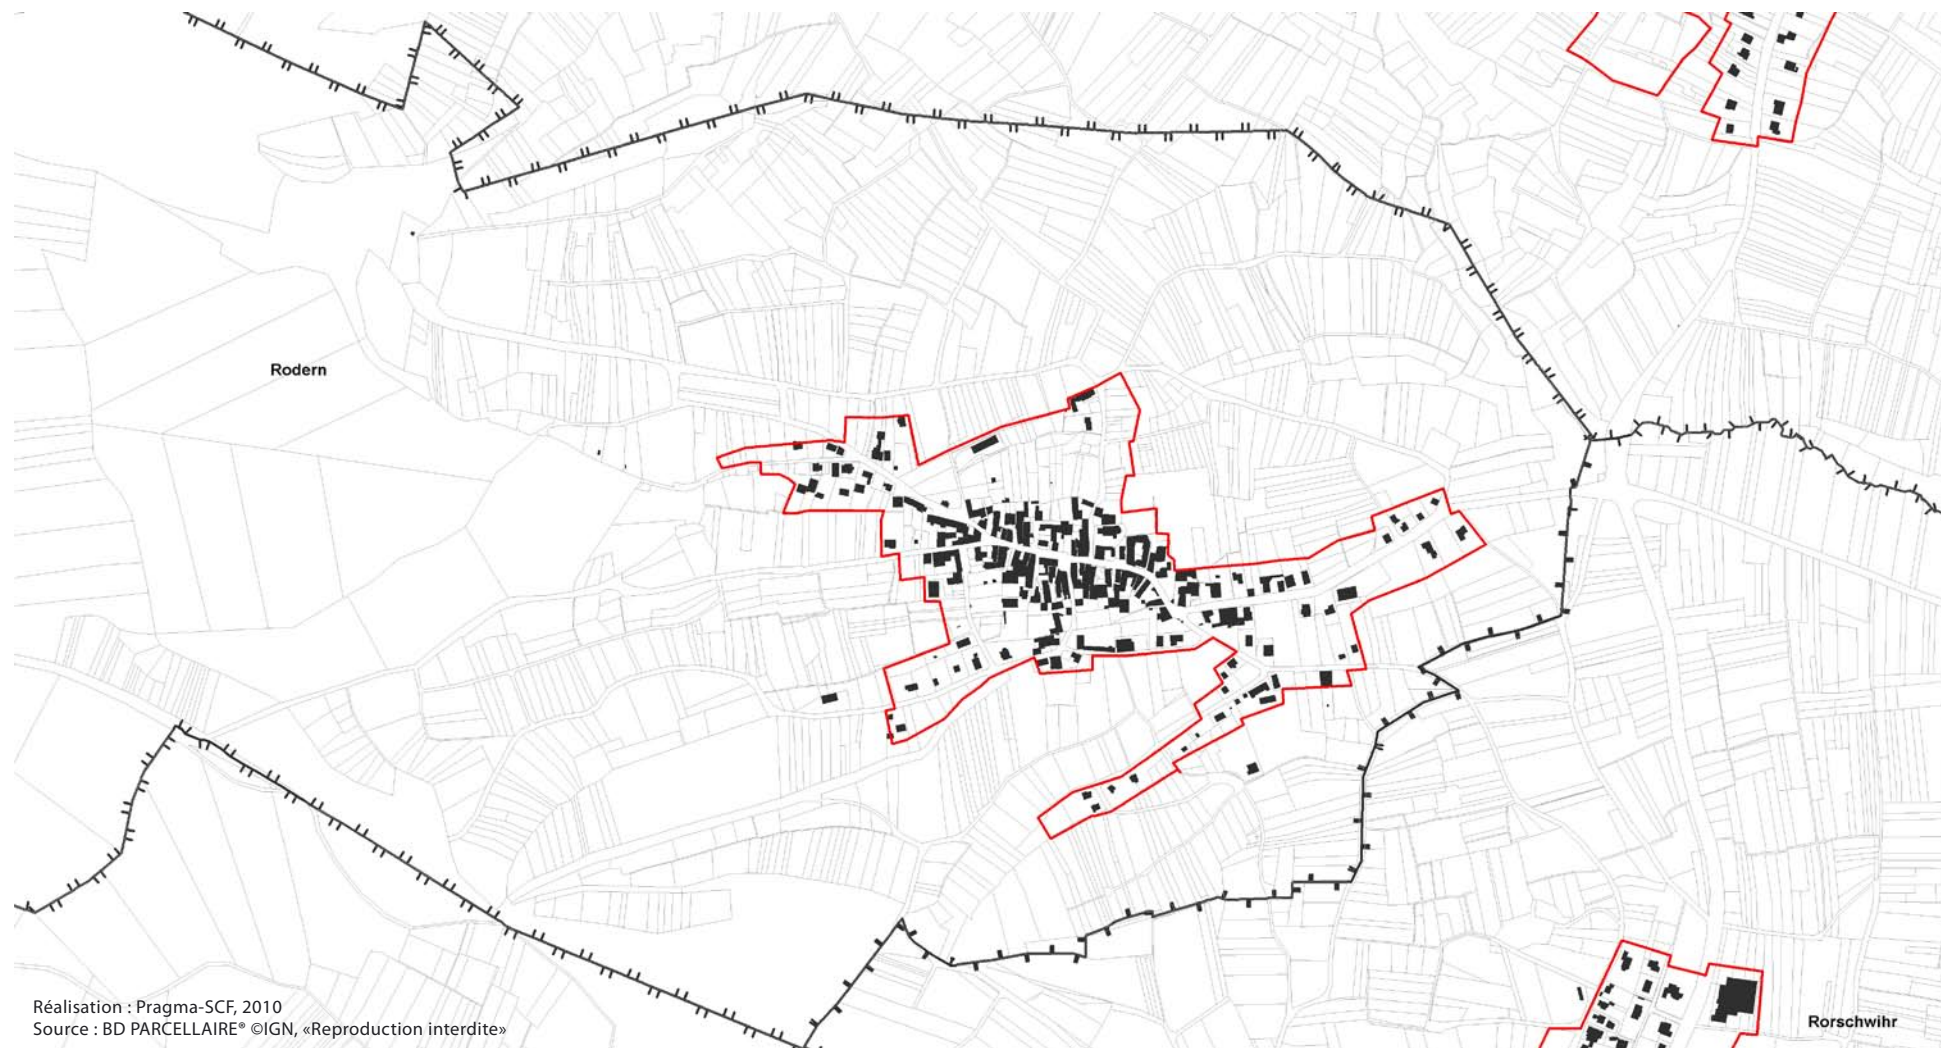 Rodern
Réalisation : Pragma-SCF, 2010
Source : BD PARCELLAIRE® ©IGN, «Reproduction interdite»
Rorschwihr